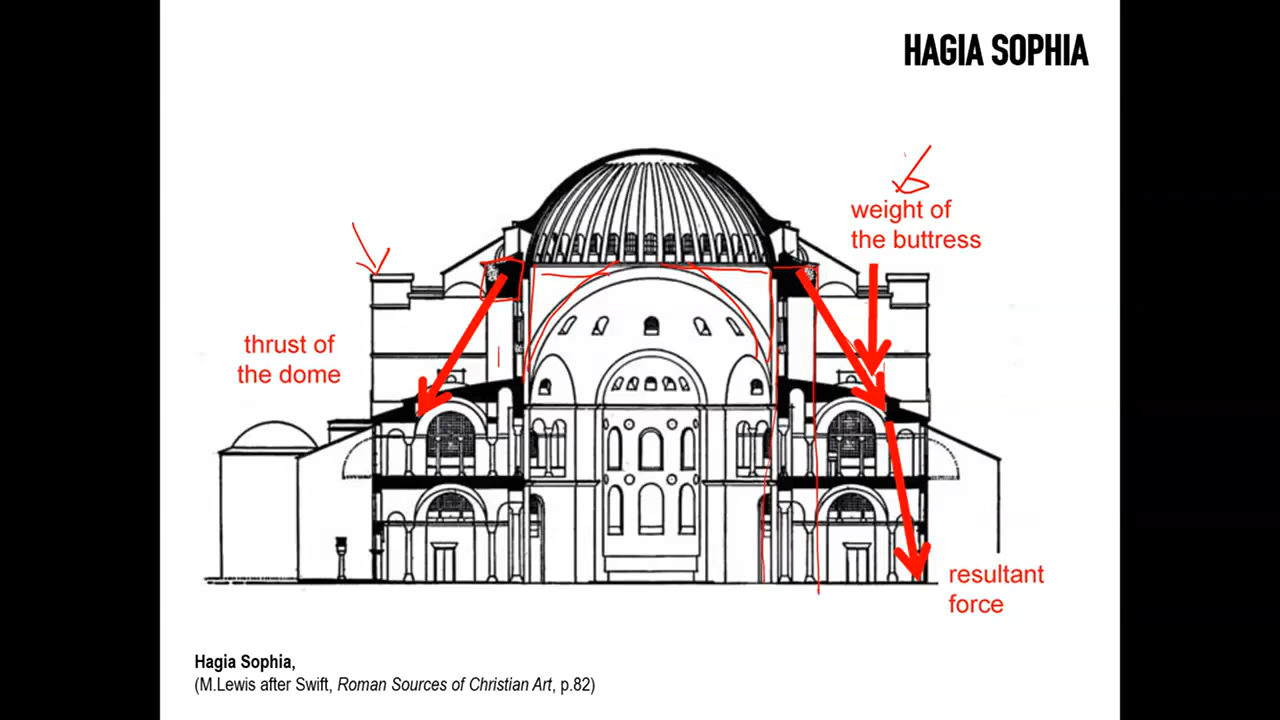 HAGIA SOPHIA
weight of
the buttress
thrust of
the dome
resultant
force
Hagia Sophia,
(M.Lewis after Swift, Roman Sources of Christian Art, p.82)